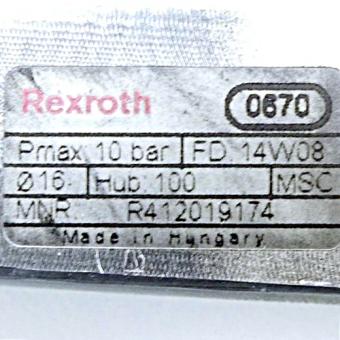 Rexroth 0670
Pmax. 10 bar FD. 14W08
Ø16 Hub: 100 MSC
MNR. R412019174
Made in Hungary